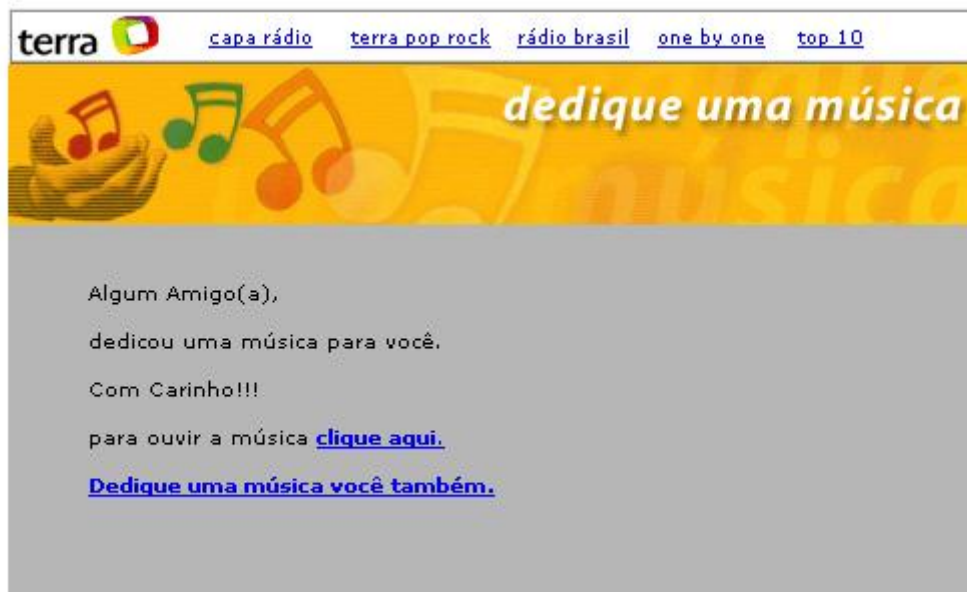 terra capa rádio terra pop rock rádio brasil one by one top 10
dedique uma música
música
Algum Amigo(a),
dedicou uma música para você.
Com Carinho!!!
para ouvir a música clique aqui.
Dedique uma música você também.